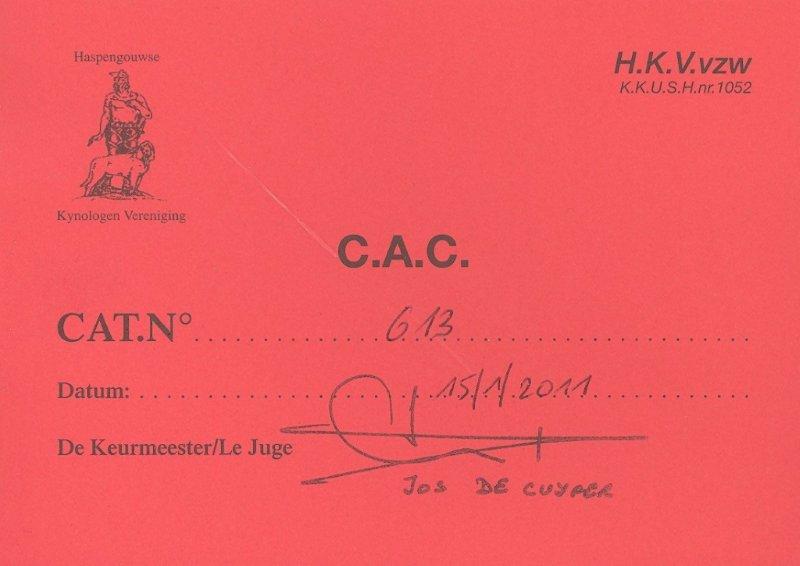 Haspengouwse
Kynologen Vereniging
H.K.V.vzw
K.K.U.S.H.nr.1052
C.A.C.
CAT.N° 613
Datum: 15/1/2011
De Keurmeester/Le Juge
JOS DE CUYPER